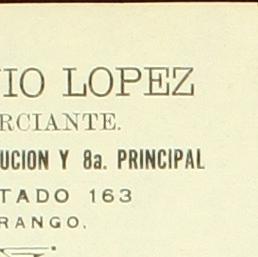 IO LOPEZ
RCIANTE.
UCION Y 8a. PRINCIPAL
TADO 163
RANGO.